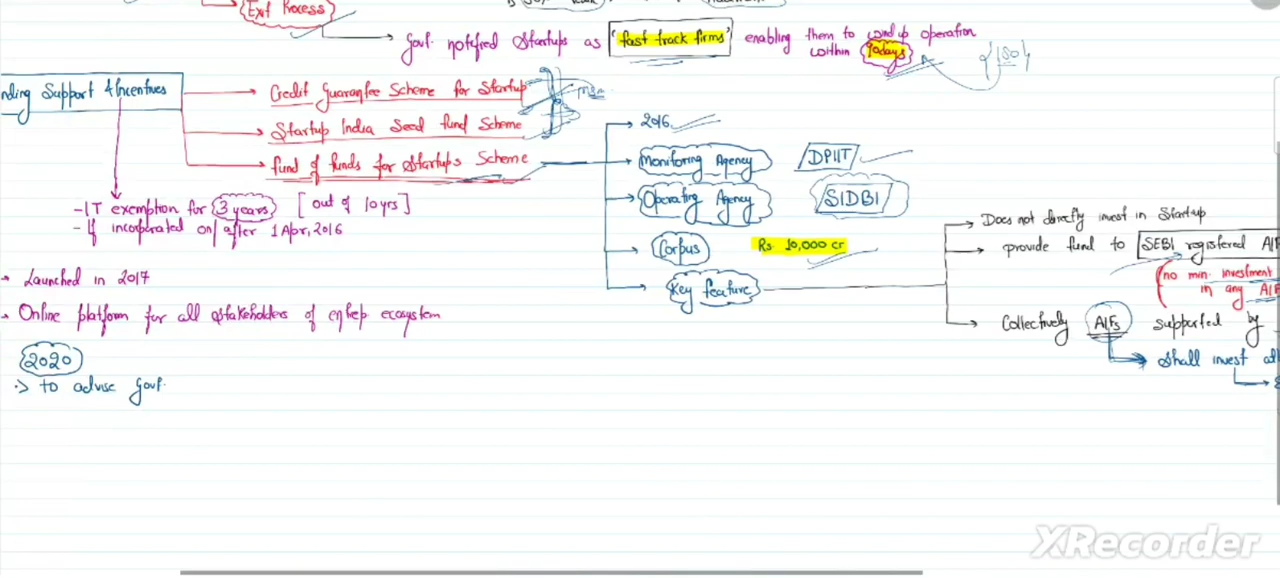 Exit Process
Govt. notified Startups as 'fast track firms' enabling them to wind up operation
within 90days
{180}
nding Support & Incentives
Credit Guarantee Scheme for Startup
Startup India Seed Fund Scheme
Fund of Funds for Startups Scheme
- IT exemption for 3 years [out of 10 yrs]
- If incorporated on/after 1 Apr, 2016
2016
Monitoring Agency DPIIT
Operating Agency SIDBI
Corpus Rs. 10,000 cr
Key feature
Does not directly invest in Startup
provide fund to SEBI registered AIF
(no min. investment
in any AIF
Collectively AIFs supported by
Shall invest at
Launched in 2017
Online platform for all stakeholders of entrep ecosystem
2020
:> to advise Govt.
XRecorder